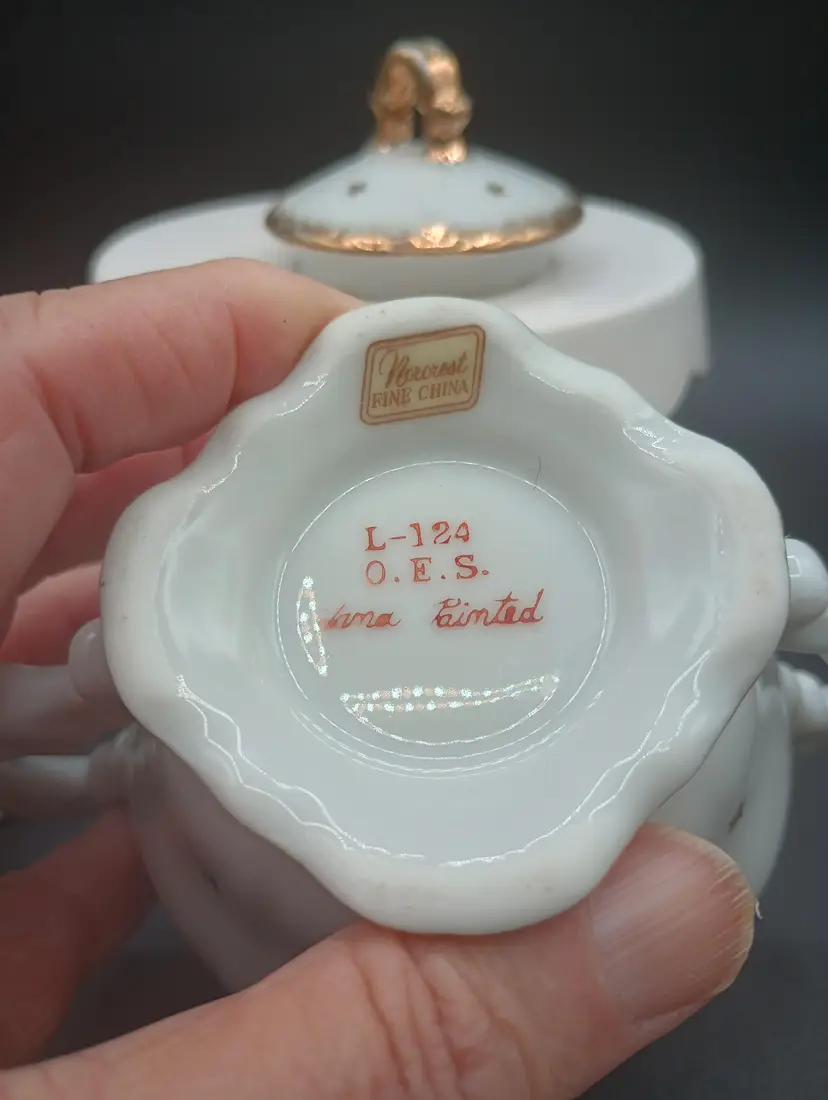 Norcrest
FINE CHINA
L-124
O.E.S.
Painted